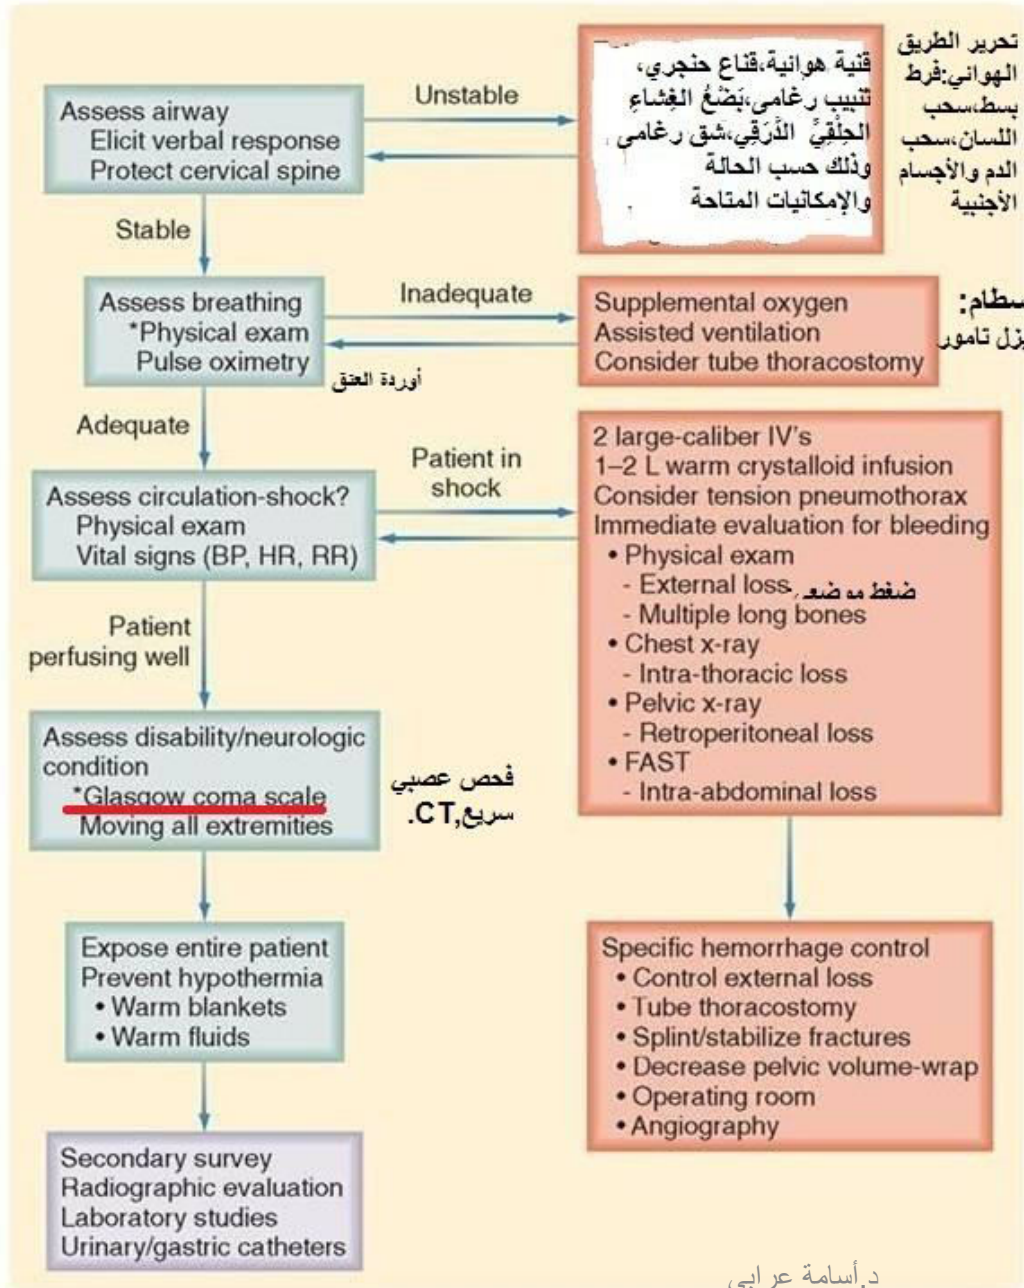 Assess airway
Elicit verbal response
Protect cervical spine
Unstable
قنية هوائية،قناع حنجري،
تنبيب رغامي،بَضْعُ الغِشاءِ
الحِلْقِيِّ الدَّرَقِي،شق رغامى
وذلك حسب الحالة
والإمكانيات المتاحة .
تحرير الطريق
الهوائي:فرط
بسط،سحب
اللسان،سحب
الدم والأجسام
الأجنبية
Stable
Assess breathing
*Physical exam
Pulse oximetry
أوردة العنق
Inadequate
Supplemental oxygen
Assisted ventilation
Consider tube thoracostomy
سطام:
بزل تامور
Adequate
Assess circulation-shock?
Physical exam
Vital signs (BP, HR, RR)
Patient in
shock
2 large-caliber IV's
1–2 L warm crystalloid infusion
Consider tension pneumothorax
Immediate evaluation for bleeding
• Physical exam
- External loss ضغط موضعي
- Multiple long bones
• Chest x-ray
- Intra-thoracic loss
• Pelvic x-ray
- Retroperitoneal loss
• FAST
- Intra-abdominal loss
Patient
perfusing well
Assess disability/neurologic
condition
*Glasgow coma scale
Moving all extremities
فحص عصبي
سريع,CT.
Expose entire patient
Prevent hypothermia
• Warm blankets
• Warm fluids
Specific hemorrhage control
• Control external loss
• Tube thoracostomy
• Splint/stabilize fractures
• Decrease pelvic volume-wrap
• Operating room
• Angiography
Secondary survey
Radiographic evaluation
Laboratory studies
Urinary/gastric catheters
د.أسامة عرابي